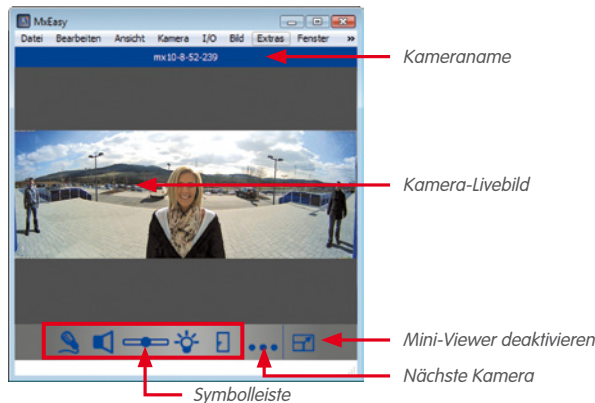 MxEasy
Datei Bearbeiten Ansicht Kamera I/O Bild Extras Fenster »
mx10-8-52-239
Kameraname
Kamera-Livebild
Mini-Viewer deaktivieren
Nächste Kamera
Symbolleiste